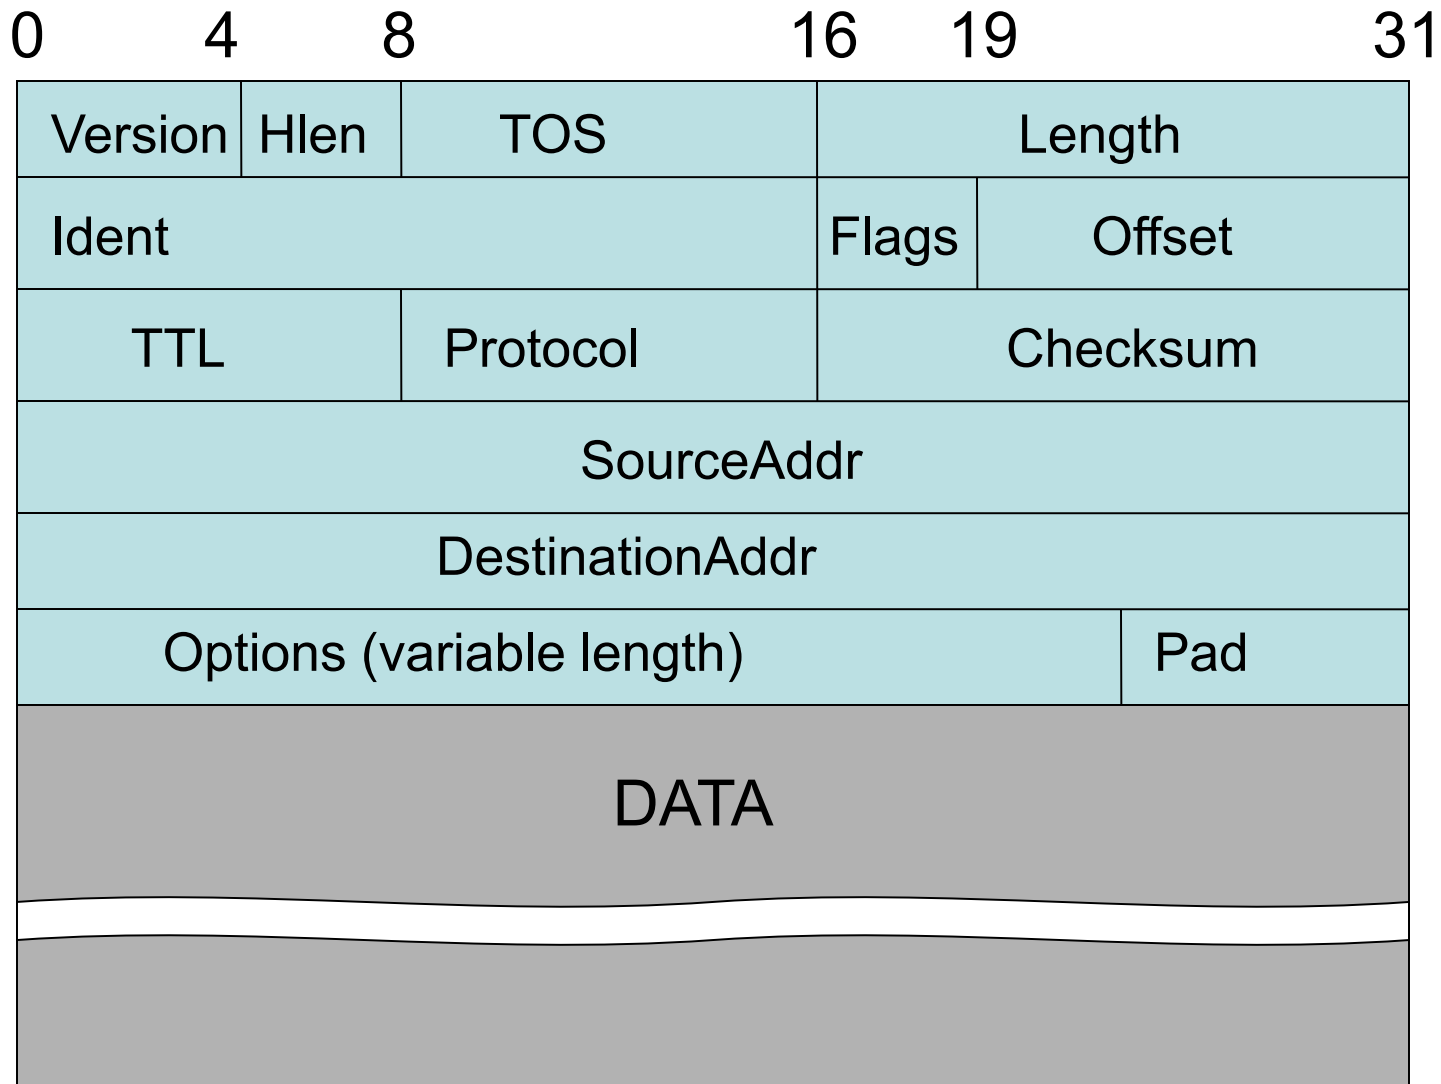 0 4 8 16 19 31
Version Hlen TOS Length
Ident Flags Offset
TTL Protocol Checksum
SourceAddr
DestinationAddr
Options (variable length) Pad
DATA